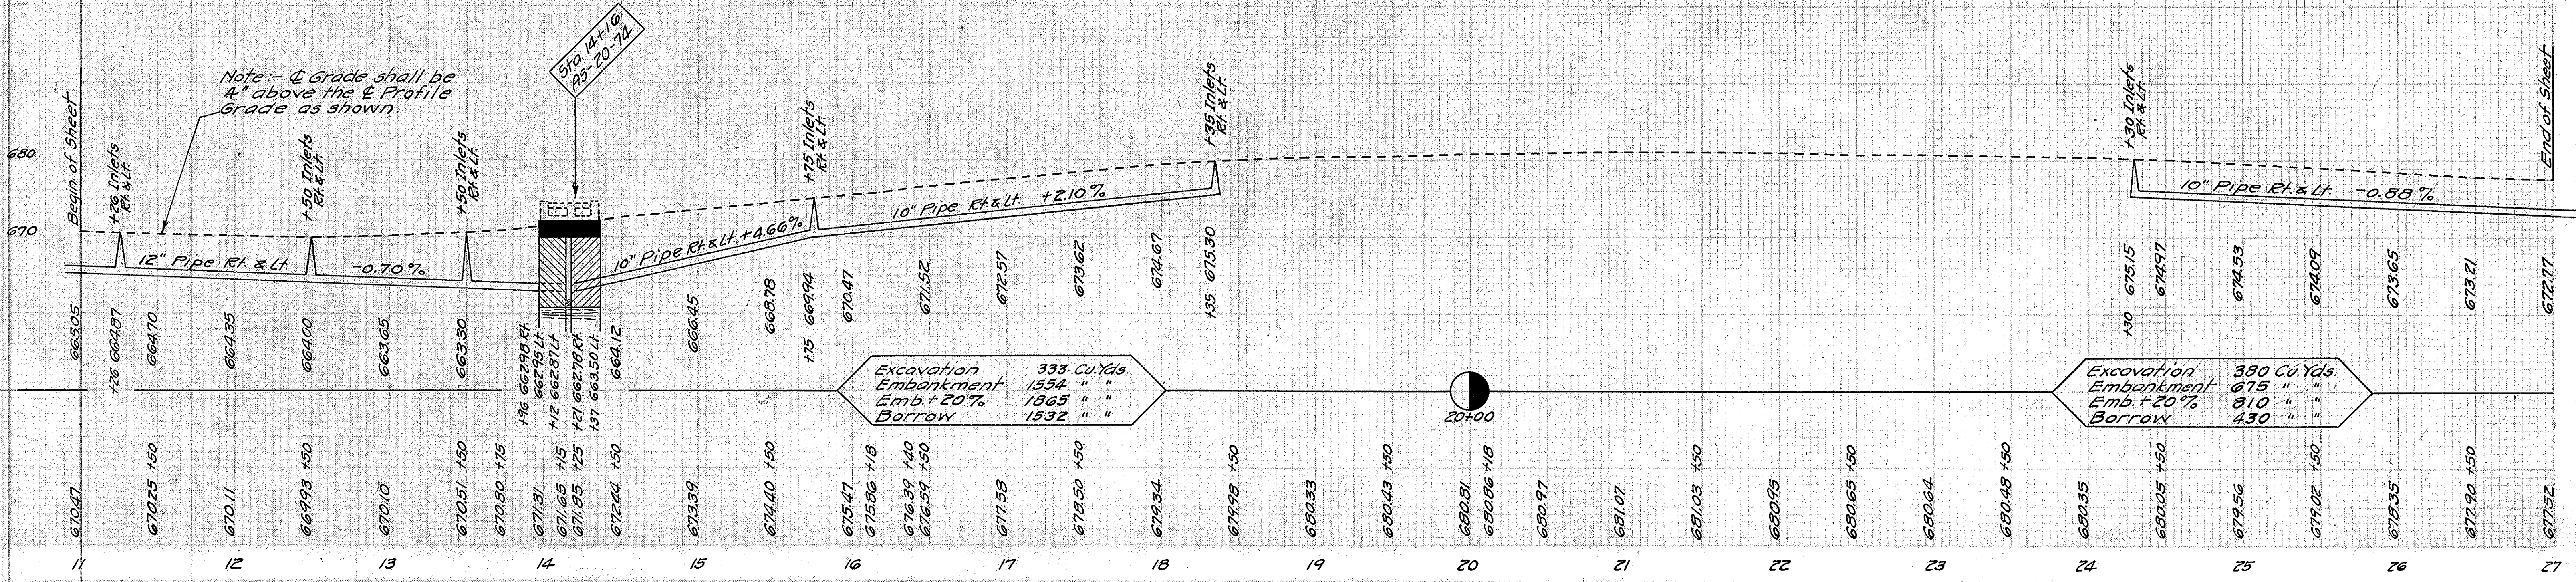 Sta. 14+16
95-20-74
Note:- ℄ Grade shall be
4" above the ℄ Profile
Grade as shown.
680
670
Begin. of Sheet
+26 Inlets
Rt. & Lt.
+50 Inlets
Rt. & Lt.
+50 Inlets
Rt. & Lt.
+75 Inlets
Rt. & Lt.
+35 Inlets
Rt. & Lt.
+30 Inlets
Rt. & Lt.
End of Sheet
12" Pipe Rt. & Lt. -0.70%
10" Pipe Rt. & Lt. +4.66%
10" Pipe Rt. & Lt. +2.10%
10" Pipe Rt. & Lt. -0.88%
665.05
+26 664.87
664.70
664.35
664.00
663.65
663.30
+96 662.98 Rt.
662.95 Lt.
+12 662.87 Lt.
+21 662.78 Rt.
+37 663.50 Lt.
664.12
666.45
668.78
+75 669.94
670.47
671.52
672.57
673.62
674.67
+35 675.30
+30 675.15
674.97
674.53
674.09
673.65
673.21
672.77
Excavation 333 Cu.Yds.
Embankment 1554 " "
Emb.+20% 1865 " "
Borrow 1532 " "
20+00
Excavation 380 Cu.Yds.
Embankment 675 " "
Emb.+20% 810 " "
Borrow 430 " "
670.47
670.25 +50
670.11
669.93 +50
670.10
670.51 +50
670.80 +75
671.31
671.65 +15
671.85 +25
672.44 +50
673.39
674.40 +50
675.47
675.86 +18
676.39 +40
676.59 +50
677.58
678.50 +50
679.34
679.98 +50
680.33
680.43 +50
680.81
680.86 +18
680.97
681.07
681.03 +50
680.95
680.65 +50
680.64
680.48 +50
680.35
680.05 +50
679.56
679.02 +50
678.35
677.90 +50
677.52
11 12 13 14 15 16 17 18 19 20 21 22 23 24 25 26 27